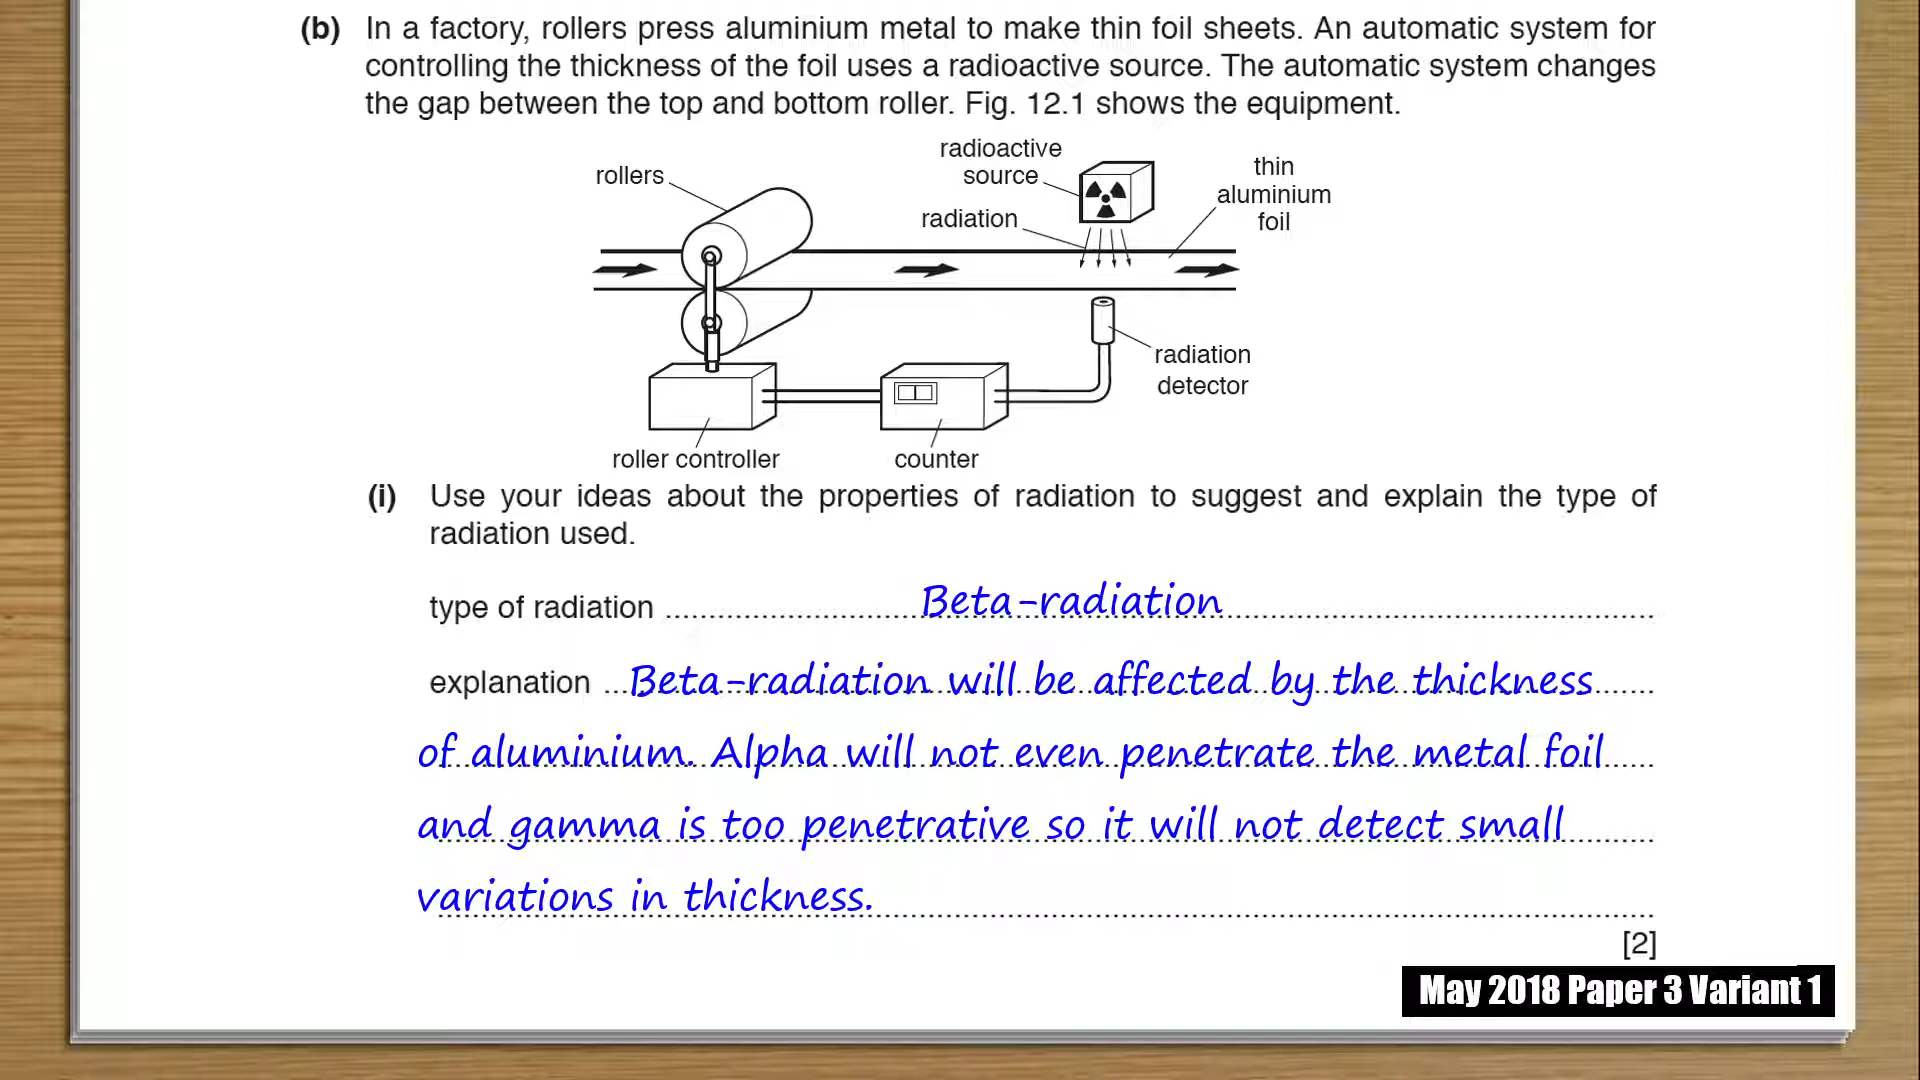 (b) In a factory, rollers press aluminium metal to make thin foil sheets. An automatic system for
controlling the thickness of the foil uses a radioactive source. The automatic system changes
the gap between the top and bottom roller. Fig. 12.1 shows the equipment.
radioactive
source
rollers
thin
aluminium
foil
radiation
radiation
detector
roller controller
counter
(i) Use your ideas about the properties of radiation to suggest and explain the type of
radiation used.
type of radiation Beta-radiation
explanation Beta-radiation will be affected by the thickness
of aluminium. Alpha will not even penetrate the metal foil
and gamma is too penetrative so it will not detect small
variations in thickness.
[2]
May 2018 Paper 3 Variant 1